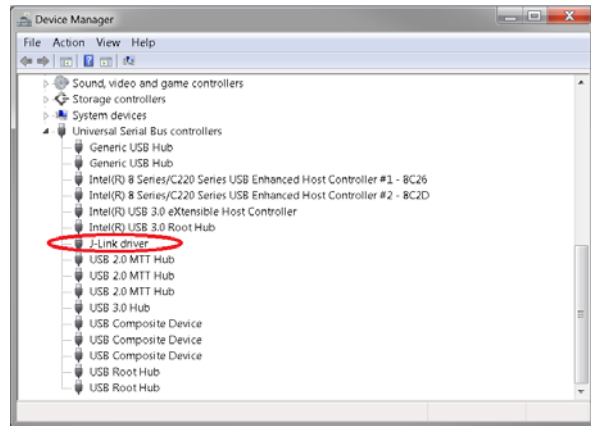 Device Manager
File Action View Help
Sound, video and game controllers
Storage controllers
System devices
Universal Serial Bus controllers
Generic USB Hub
Generic USB Hub
Intel(R) 8 Series/C220 Series USB Enhanced Host Controller #1 - 8C26
Intel(R) 8 Series/C220 Series USB Enhanced Host Controller #2 - 8C2D
Intel(R) USB 3.0 eXtensible Host Controller
Intel(R) USB 3.0 Root Hub
J-Link driver
USB 2.0 MTT Hub
USB 2.0 MTT Hub
USB 2.0 MTT Hub
USB 3.0 Hub
USB Composite Device
USB Composite Device
USB Composite Device
USB Root Hub
USB Root Hub